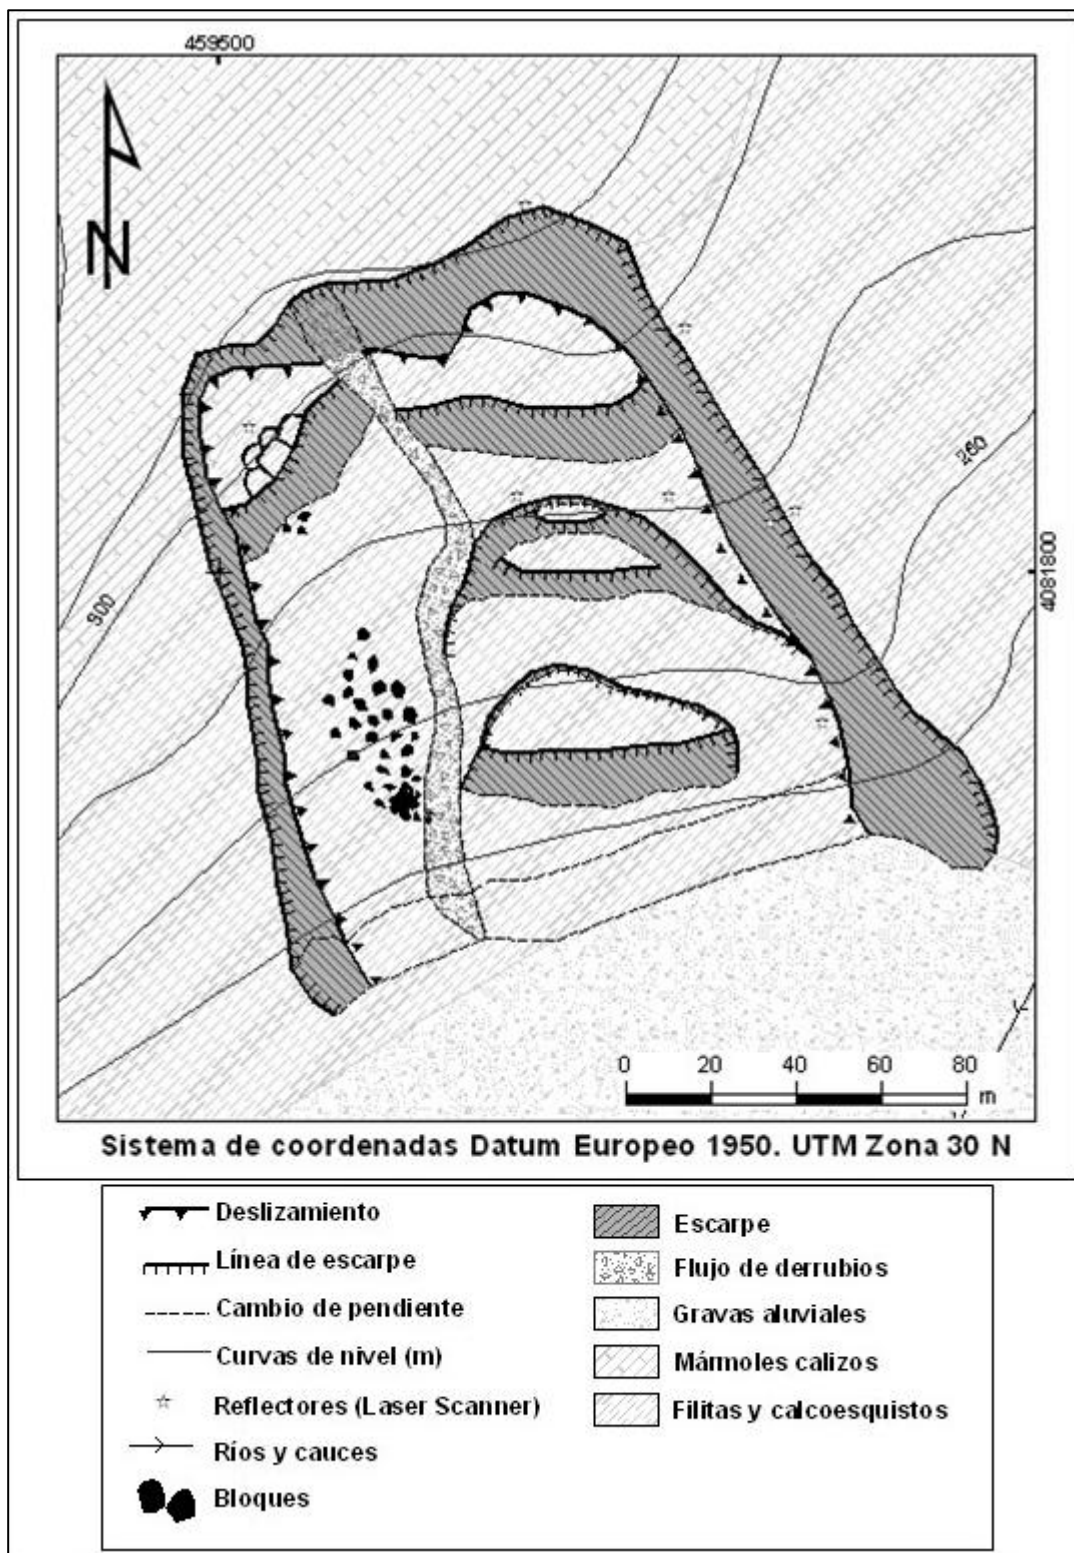 459500
N
300
260
4081800
0 20 40 60 80
m
Sistema de coordenadas Datum Europeo 1950. UTM Zona 30 N
Deslizamiento
Línea de escarpe
Cambio de pendiente
Curvas de nivel (m)
Reflectores (Laser Scanner)
Ríos y cauces
Bloques
Escarpe
Flujo de derrubios
Gravas aluviales
Mármoles calizos
Filitas y calcoesquistos